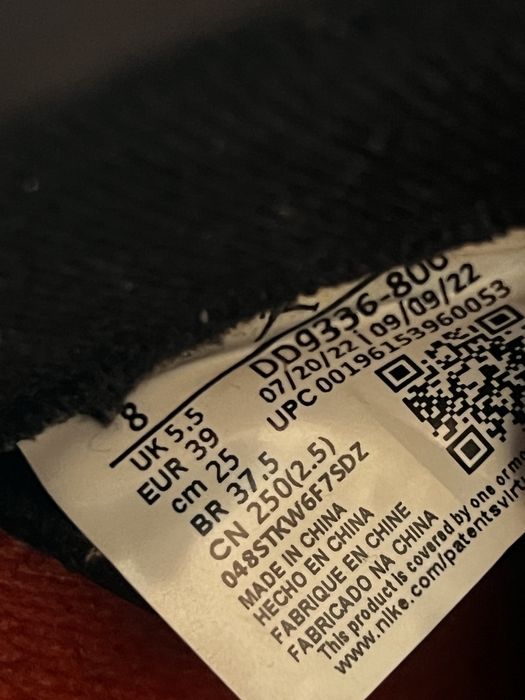 8
UK 5.5
EUR 39
cm 25
BR 37.5
CN 250(2.5)
DD9336-800
07/20/22 | 09/09/22
UPC 00196153960053
048STKW6F7SDZ
MADE IN CHINA
HECHO EN CHINA
FABRIQUE EN CHINE
FABRICADO NA CHINA
This product is covered by one or
www.nike.com/patentsvirtu